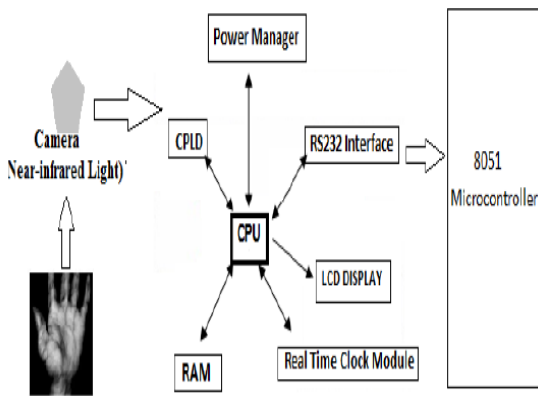 Power Manager
Camera
Near-infrared Light)'
CPLD
RS232 Interface
8051
Microcontroller
CPU
LCD DISPLAY
RAM
Real Time Clock Module